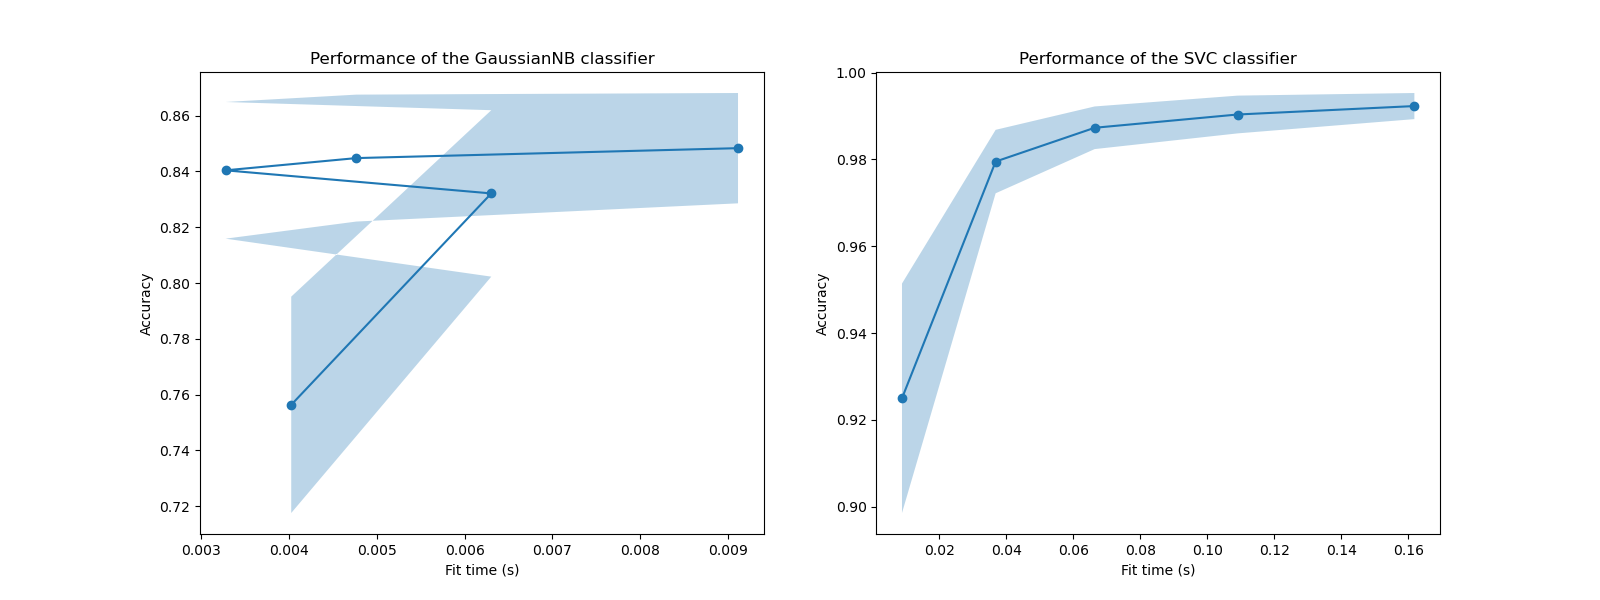 Performance of the GaussianNB classifier
Accuracy
0.86
0.84
0.82
0.80
0.78
0.76
0.74
0.72
0.003 0.004 0.005 0.006 0.007 0.008 0.009
Fit time (s)
Performance of the SVC classifier
Accuracy
1.00
0.98
0.96
0.94
0.92
0.90
0.02 0.04 0.06 0.08 0.10 0.12 0.14 0.16
Fit time (s)